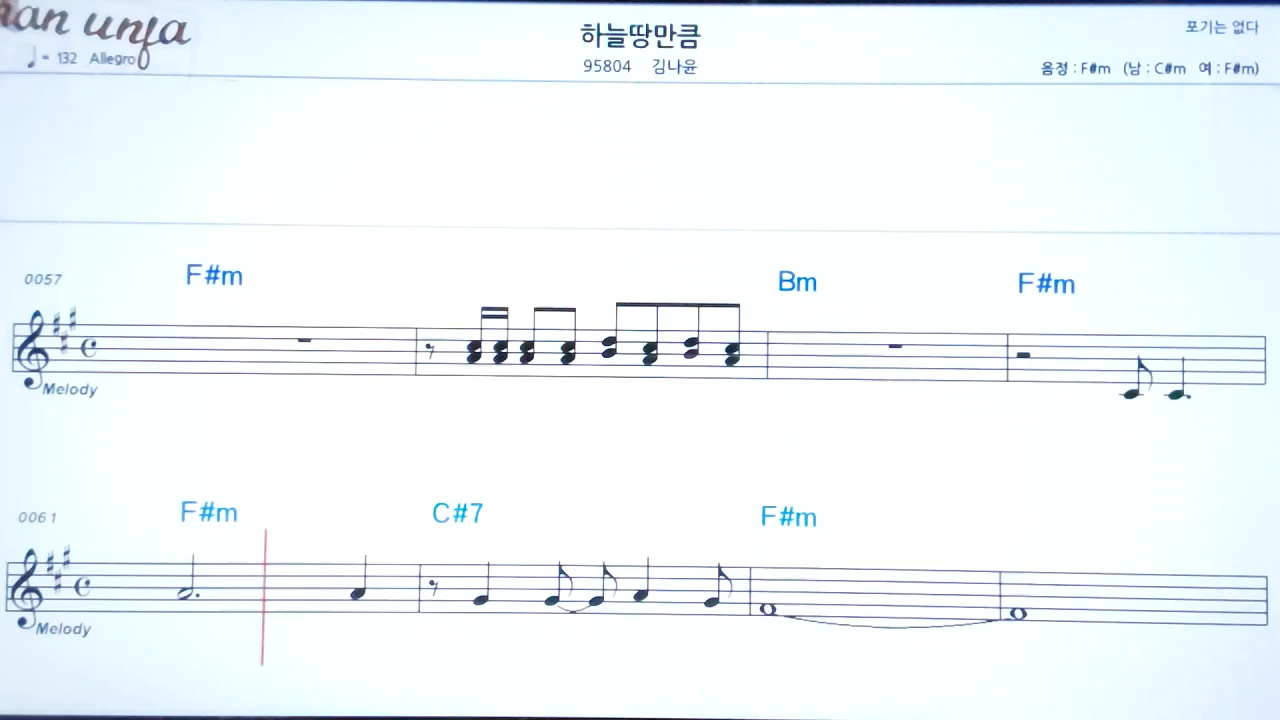 하늘땅만큼
포기는 없다
♩= 132 Allegro
95804 김나윤
음정 : F#m (남 : C#m 여 : F#m)
0057 F#m Bm F#m
Melody
0061 F#m C#7 F#m
Melody